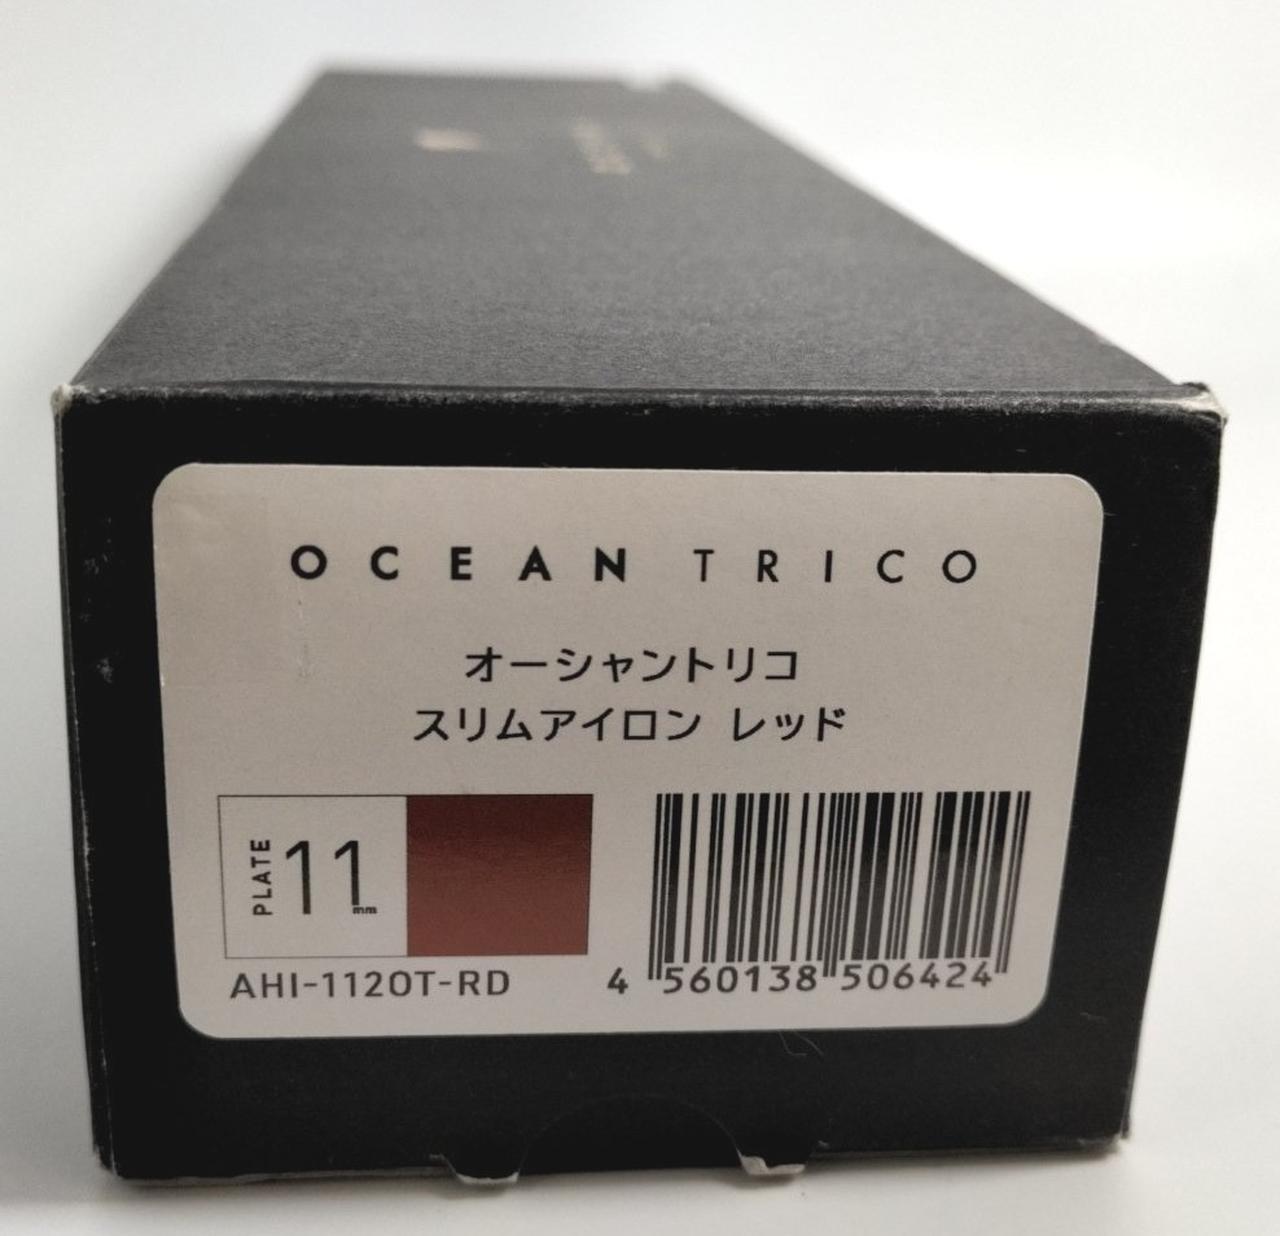 OCEAN TRICO
オーシャントリコ
スリムアイロン レッド
PLATE 11mm
AHI-1120T-RD
4 560138 506424